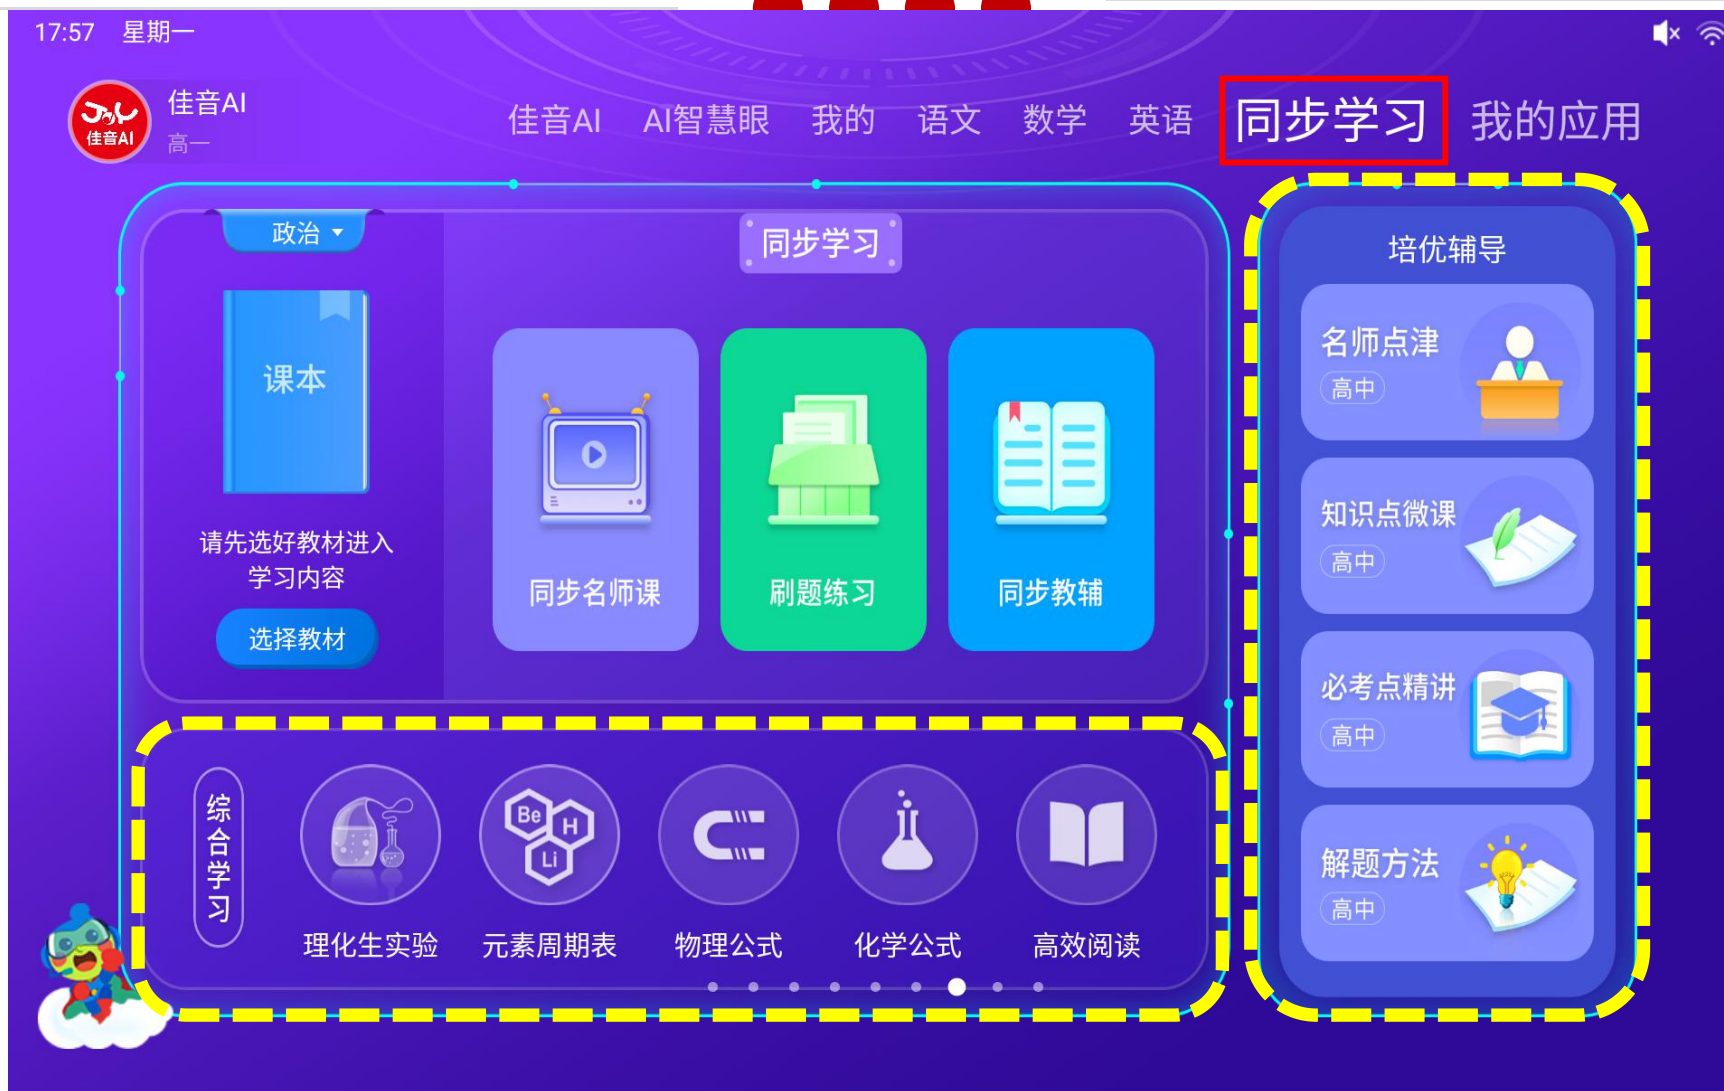 17:57 星期一
JOY
佳音AI
佳音AI
高一
佳音AI AI智慧眼 我的 语文 数学 英语 同步学习 我的应用
政治
课本
请先选好教材进入
学习内容
选择教材
同步学习
同步名师课
刷题练习
同步教辅
综合学习
Be
H
Li
理化生实验
元素周期表
物理公式
化学公式
高效阅读
培优辅导
名师点津
高中
知识点微课
高中
必考点精讲
高中
解题方法
高中